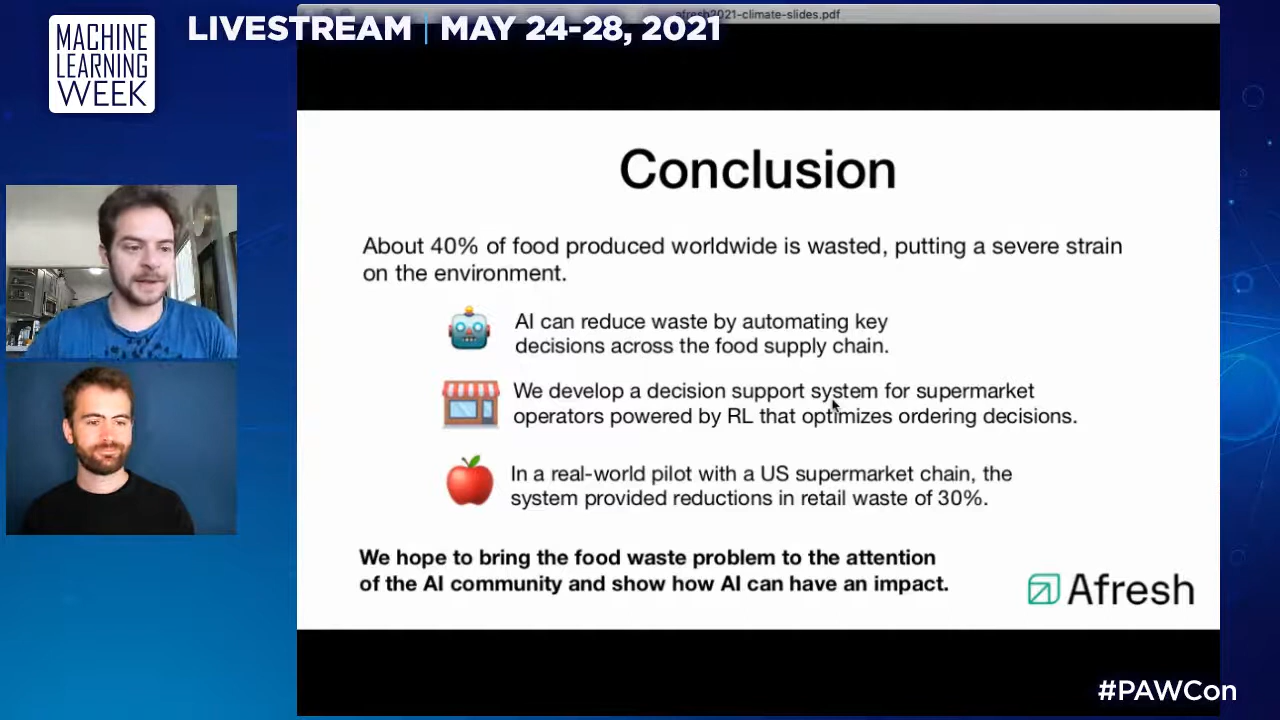 MACHINE
LEARNING
WEEK
LIVESTREAM | MAY 24-28, 2021
afresh2021-climate-slides.pdf
Conclusion
About 40% of food produced worldwide is wasted, putting a severe strain
on the environment.
AI can reduce waste by automating key
decisions across the food supply chain.
We develop a decision support system for supermarket
operators powered by RL that optimizes ordering decisions.
In a real-world pilot with a US supermarket chain, the
system provided reductions in retail waste of 30%.
We hope to bring the food waste problem to the attention
of the AI community and show how AI can have an impact.
Afresh
#PAWCon